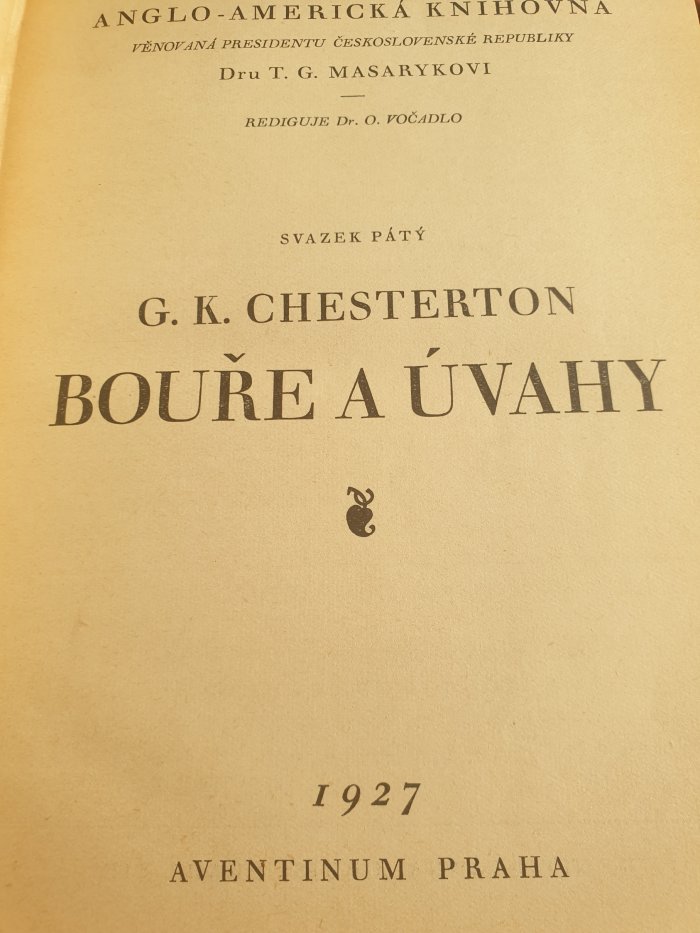 ANGLO-AMERICKÁ KNIHOVNA
VĚNOVANÁ PRESIDENTU ČESKOSLOVENSKÉ REPUBLIKY
Dru T. G. MASARYKOVI
REDIGUJE Dr. O. VOČADLO
SVAZEK PÁTÝ
G. K. CHESTERTON
BOUŘE A ÚVAHY
1927
AVENTINUM PRAHA